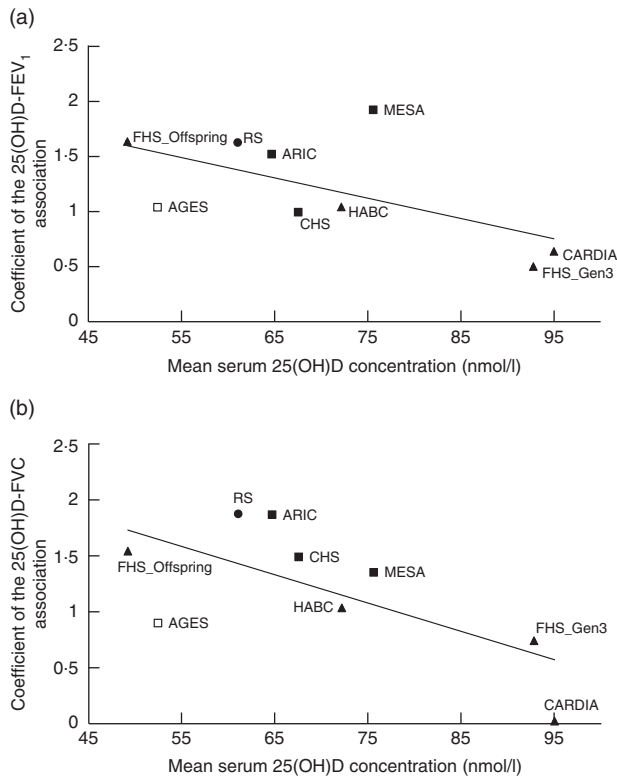 (a)
Coefficient of the 25(OH)D-FEV₁
association
2·5
2
1·5
1
0·5
0
FHS_Offspring
RS
ARIC
MESA
AGES
CHS
HABC
CARDIA
FHS_Gen3
45 55 65 75 85 95
Mean serum 25(OH)D concentration (nmol/l)
(b)
Coefficient of the 25(OH)D-FVC
association
2·5
2
1·5
1
0·5
0
RS
ARIC
FHS_Offspring
CHS
MESA
AGES
HABC
FHS_Gen3
CARDIA
45 55 65 75 85 95
Mean serum 25(OH)D concentration (nmol/l)